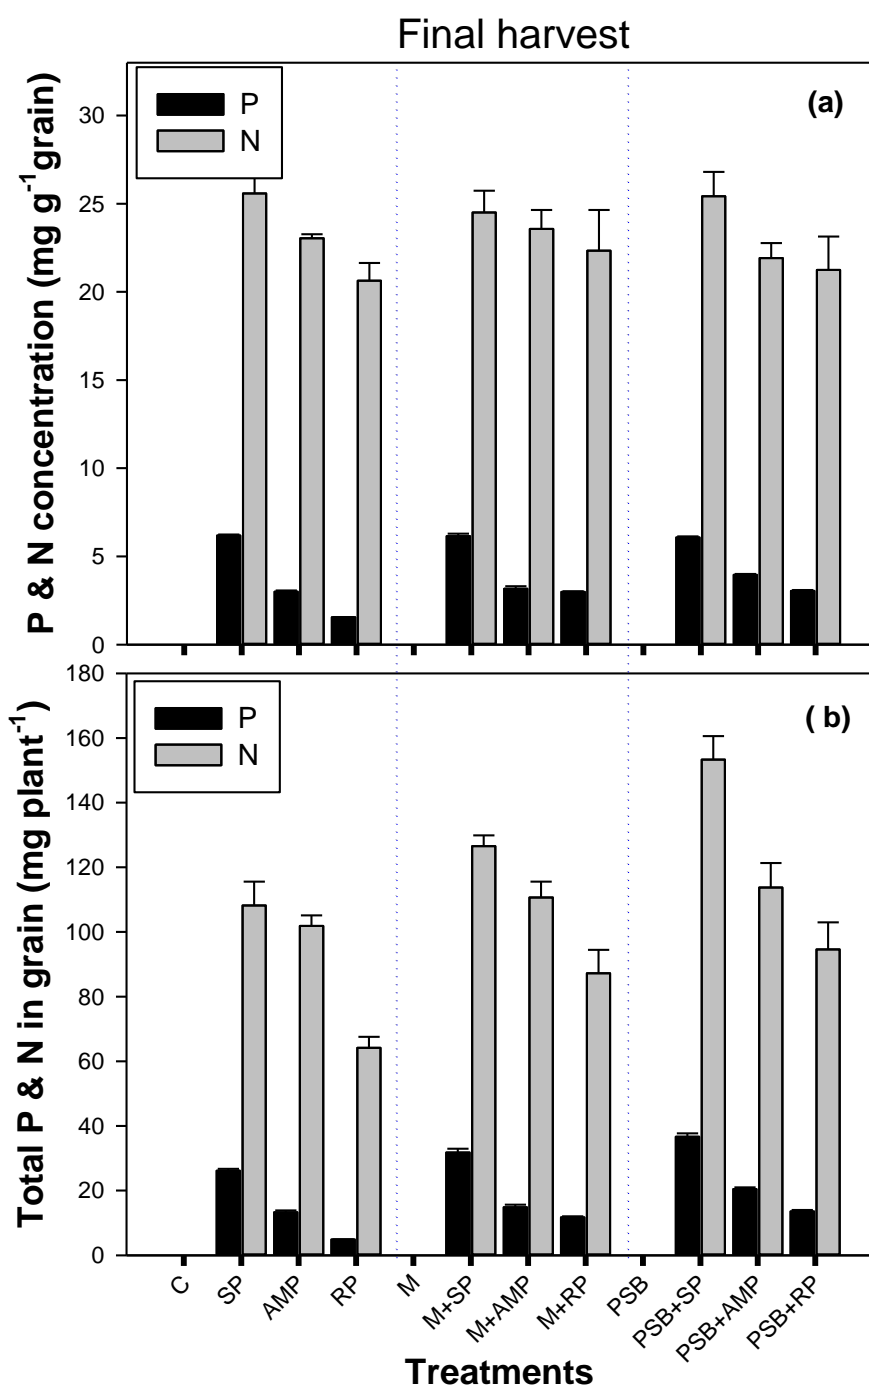 Final harvest
P & N concentration (mg g⁻¹grain)
(a)
P
N
30
25
20
15
10
5
0
Total P & N in grain (mg plant⁻¹)
( b)
P
N
180
160
140
120
100
80
60
40
20
0
C SP AMP RP M M+SP M+AMP M+RP PSB PSB+SP PSB+AMP PSB+RP
Treatments